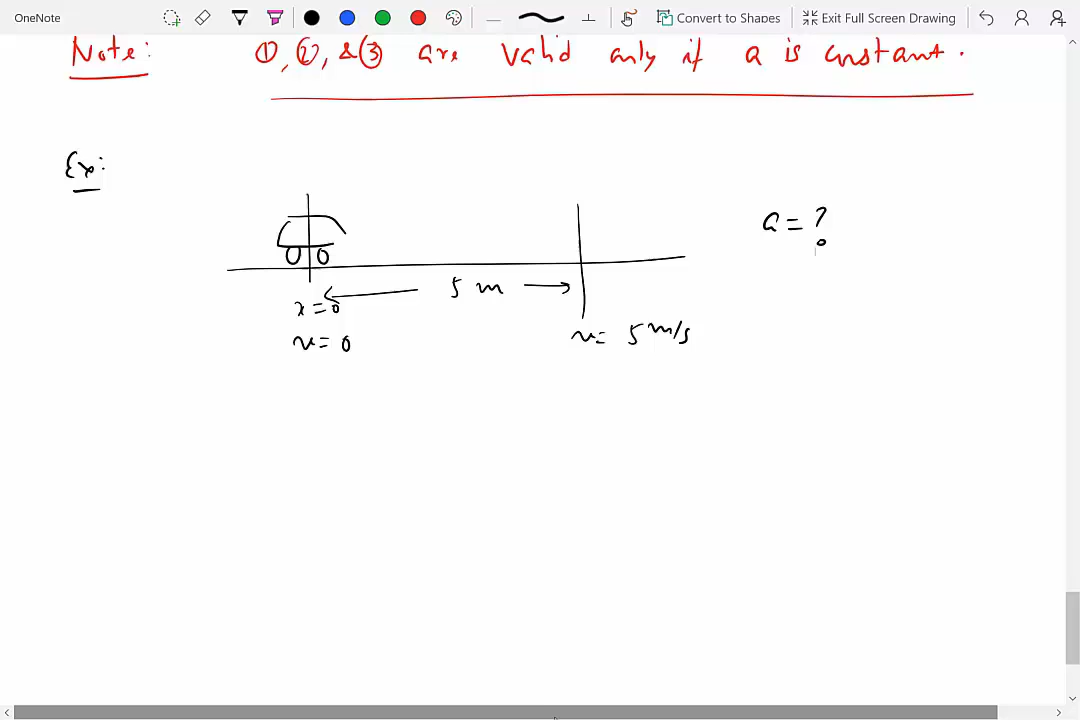 OneNote
Convert to Shapes
Exit Full Screen Drawing
Note: ①, ②, & ③ are valid only if a is constant.
Ex:
a = ?
5 m
x = 0
v = 0
v = 5 m/s